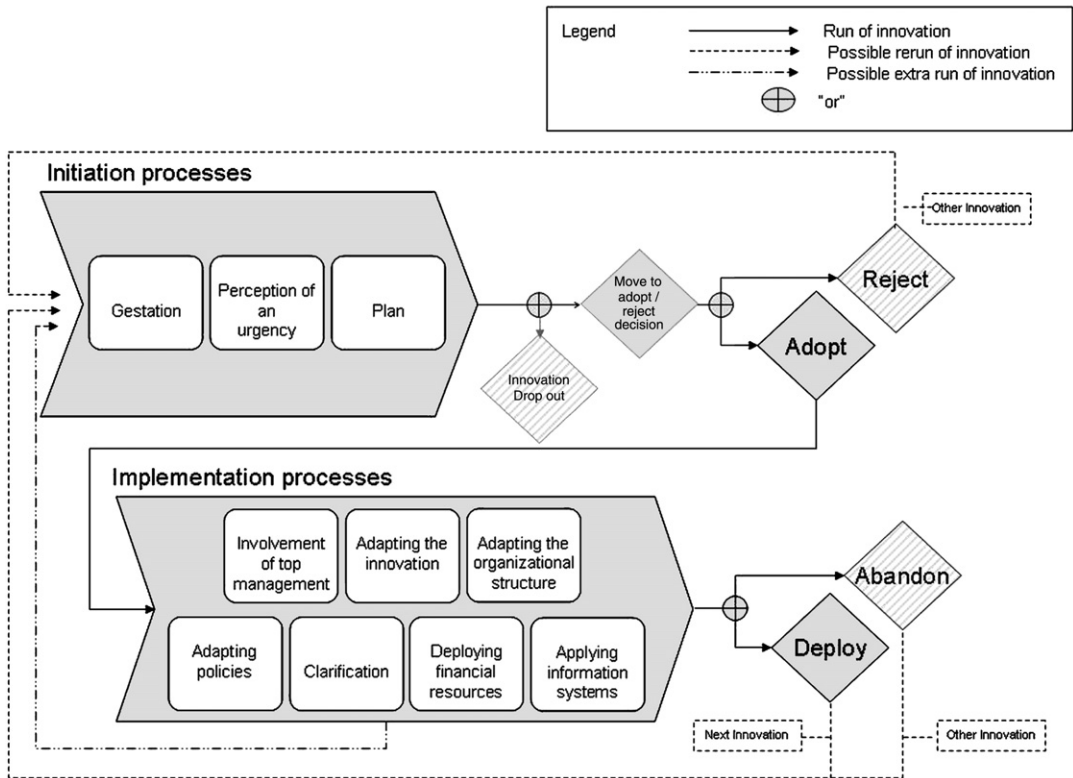 Legend
Run of innovation
Possible rerun of innovation
Possible extra run of innovation
"or"
Initiation processes
Other Innovation
Gestation
Perception of
an
urgency
Plan
Move to
adopt /
reject
decision
Reject
Adopt
Innovation
Drop out
Implementation processes
Involvement
of top
management
Adapting the
innovation
Adapting the
organizational
structure
Abandon
Adapting
policies
Clarification
Deploying
financial
resources
Applying
information
systems
Deploy
Next Innovation
Other Innovation